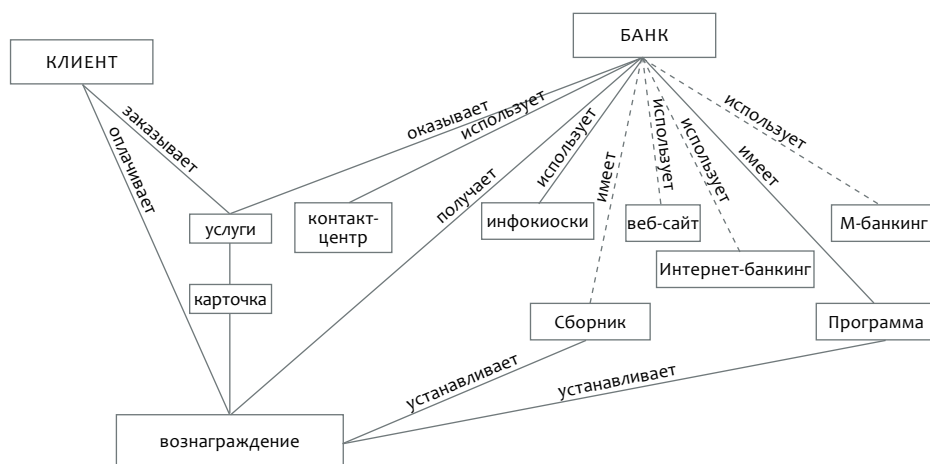 БАНК
КЛИЕНТ
заказывает
оплачивает
оказывает
использует
получает
использует
имеет
использует
использует
имеет
использует
услуги
контакт-
центр
инфокиоски
веб-сайт
М-банкинг
Интернет-банкинг
карточка
Сборник
Программа
устанавливает
устанавливает
вознаграждение